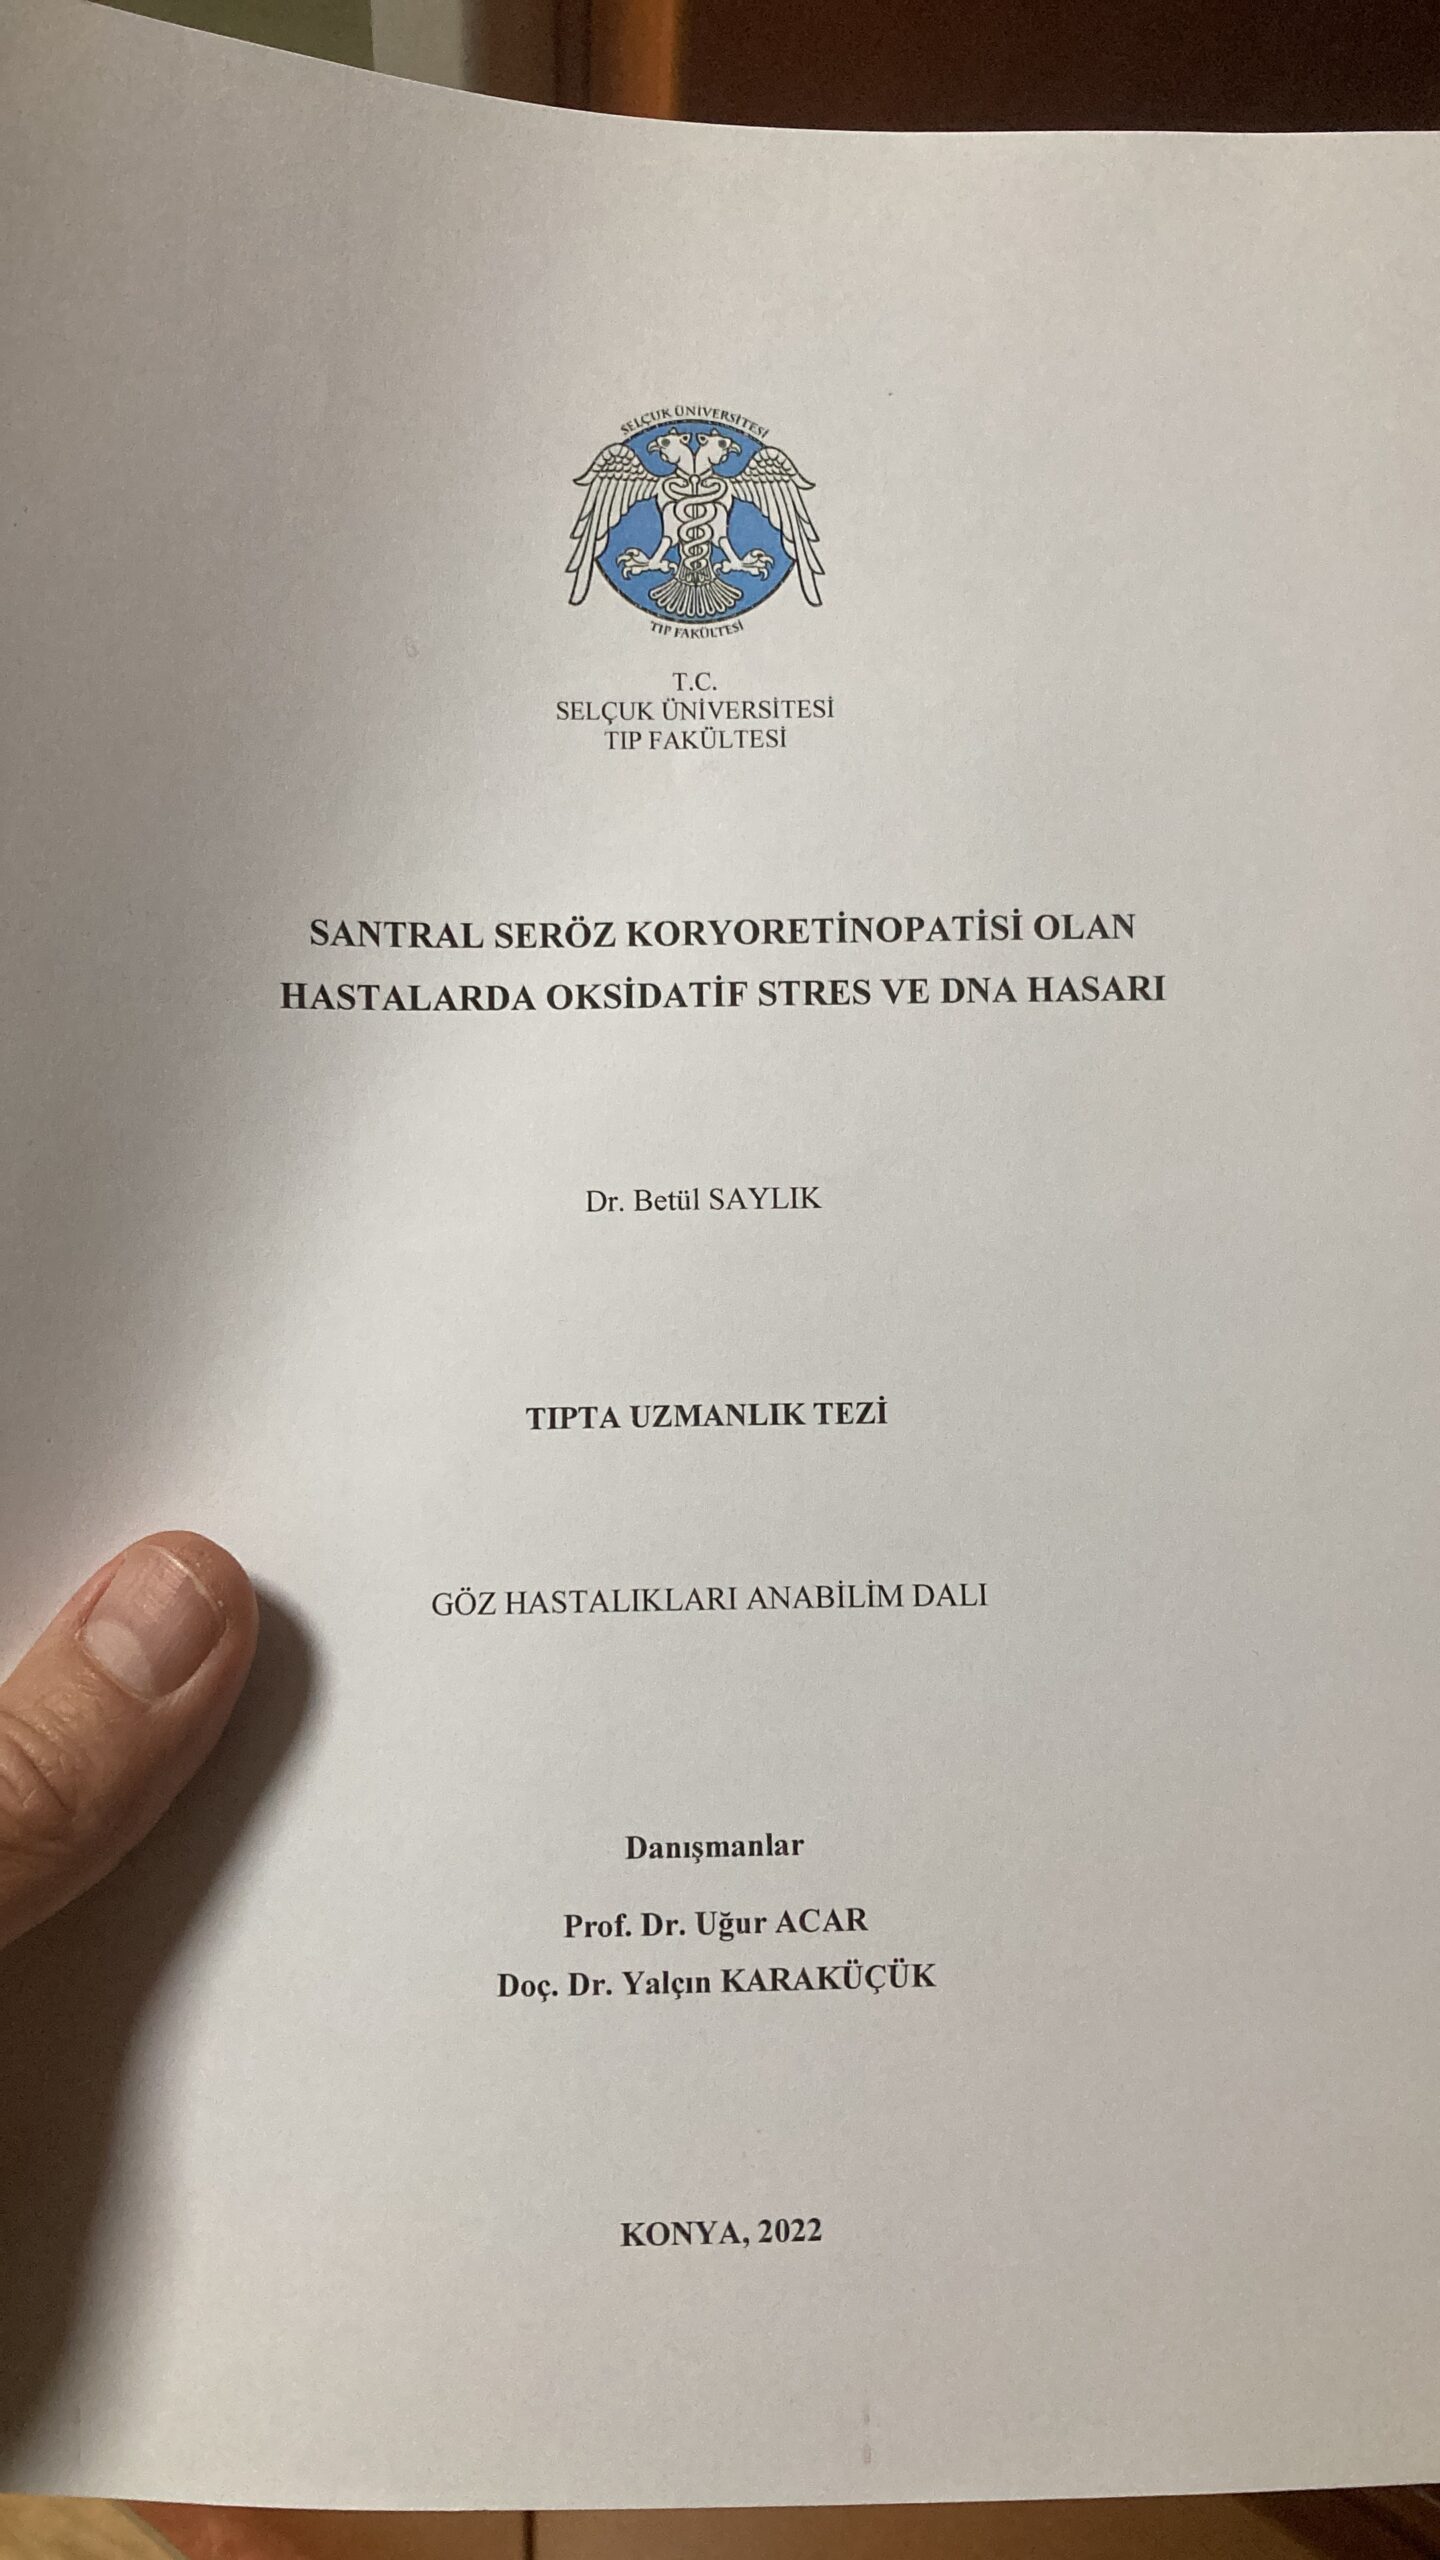 SELÇUK ÜNİVERSİTESİ
TIP FAKÜLTESİ
T.C.
SELÇUK ÜNİVERSİTESİ
TIP FAKÜLTESİ
SANTRAL SERÖZ KORYORETİNOPATİSİ OLAN
HASTALARDA OKSİDATİF STRES VE DNA HASARI
Dr. Betül SAYLIK
TIPTA UZMANLIK TEZİ
GÖZ HASTALIKLARI ANABİLİM DALI
Danışmanlar
Prof. Dr. Uğur ACAR
Doç. Dr. Yalçın KARAKÜÇÜK
KONYA, 2022